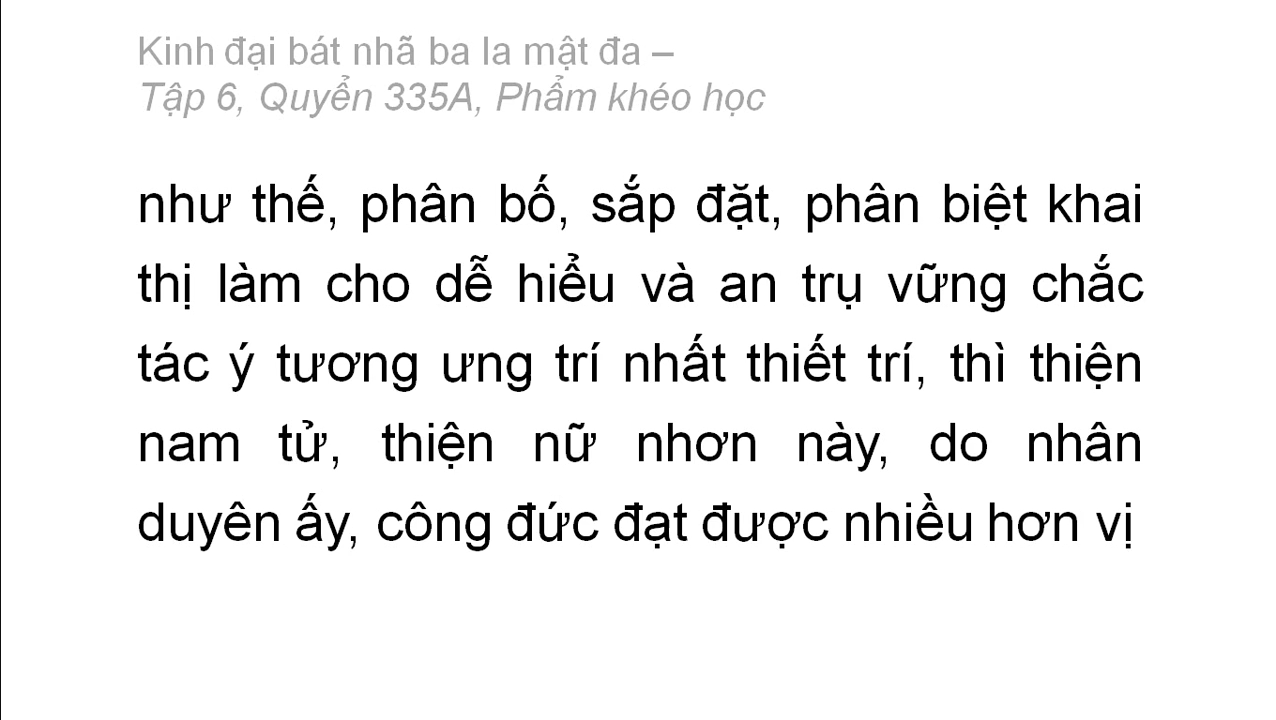 Kinh đại bát nhã ba la mật đa –
Tập 6, Quyển 335A, Phẩm khéo học
như thế, phân bố, sắp đặt, phân biệt khai
thị làm cho dễ hiểu và an trụ vững chắc
tác ý tương ưng trí nhất thiết trí, thì thiện
nam tử, thiện nữ nhơn này, do nhân
duyên ấy, công đức đạt được nhiều hơn vị